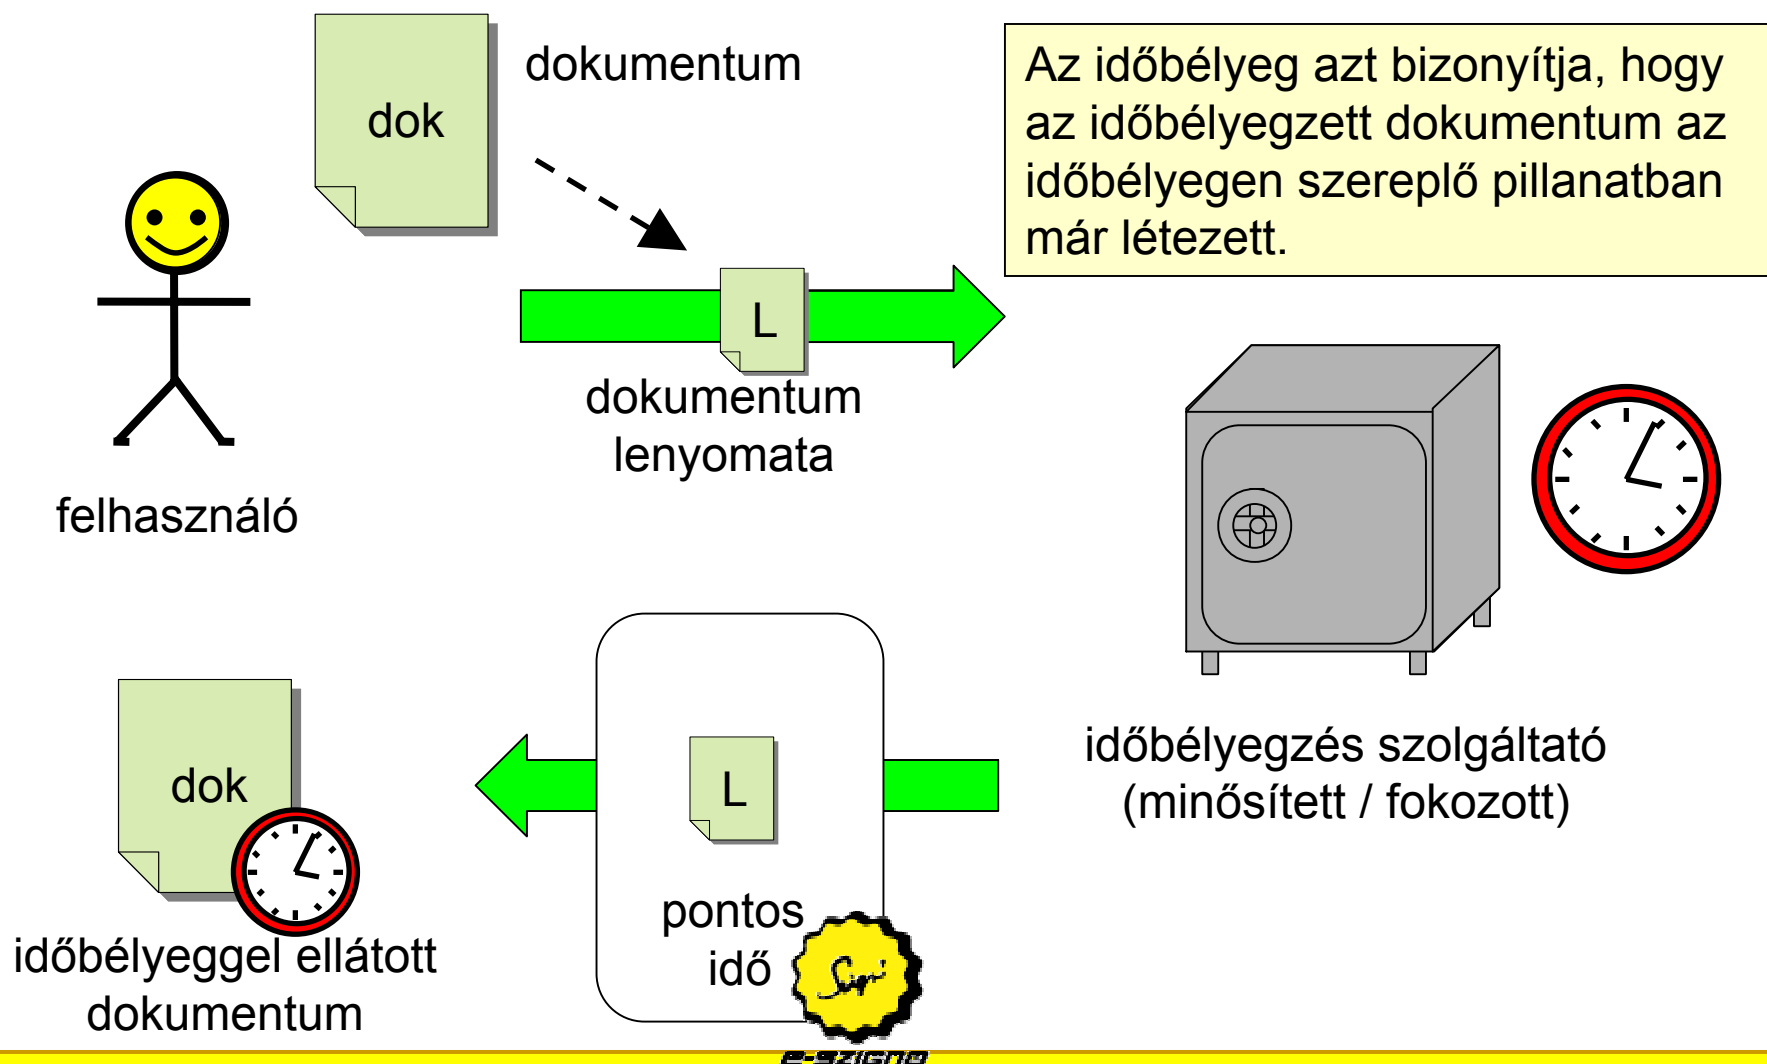 dokumentum
dok
Az időbélyeg azt bizonyítja, hogy
az időbélyegzett dokumentum az
időbélyegen szereplő pillanatban
már létezett.
L
dokumentum
lenyomata
felhasználó
időbélyegzés szolgáltató
(minősített / fokozott)
dok
L
pontos
idő
időbélyeggel ellátott
dokumentum
e-szignó